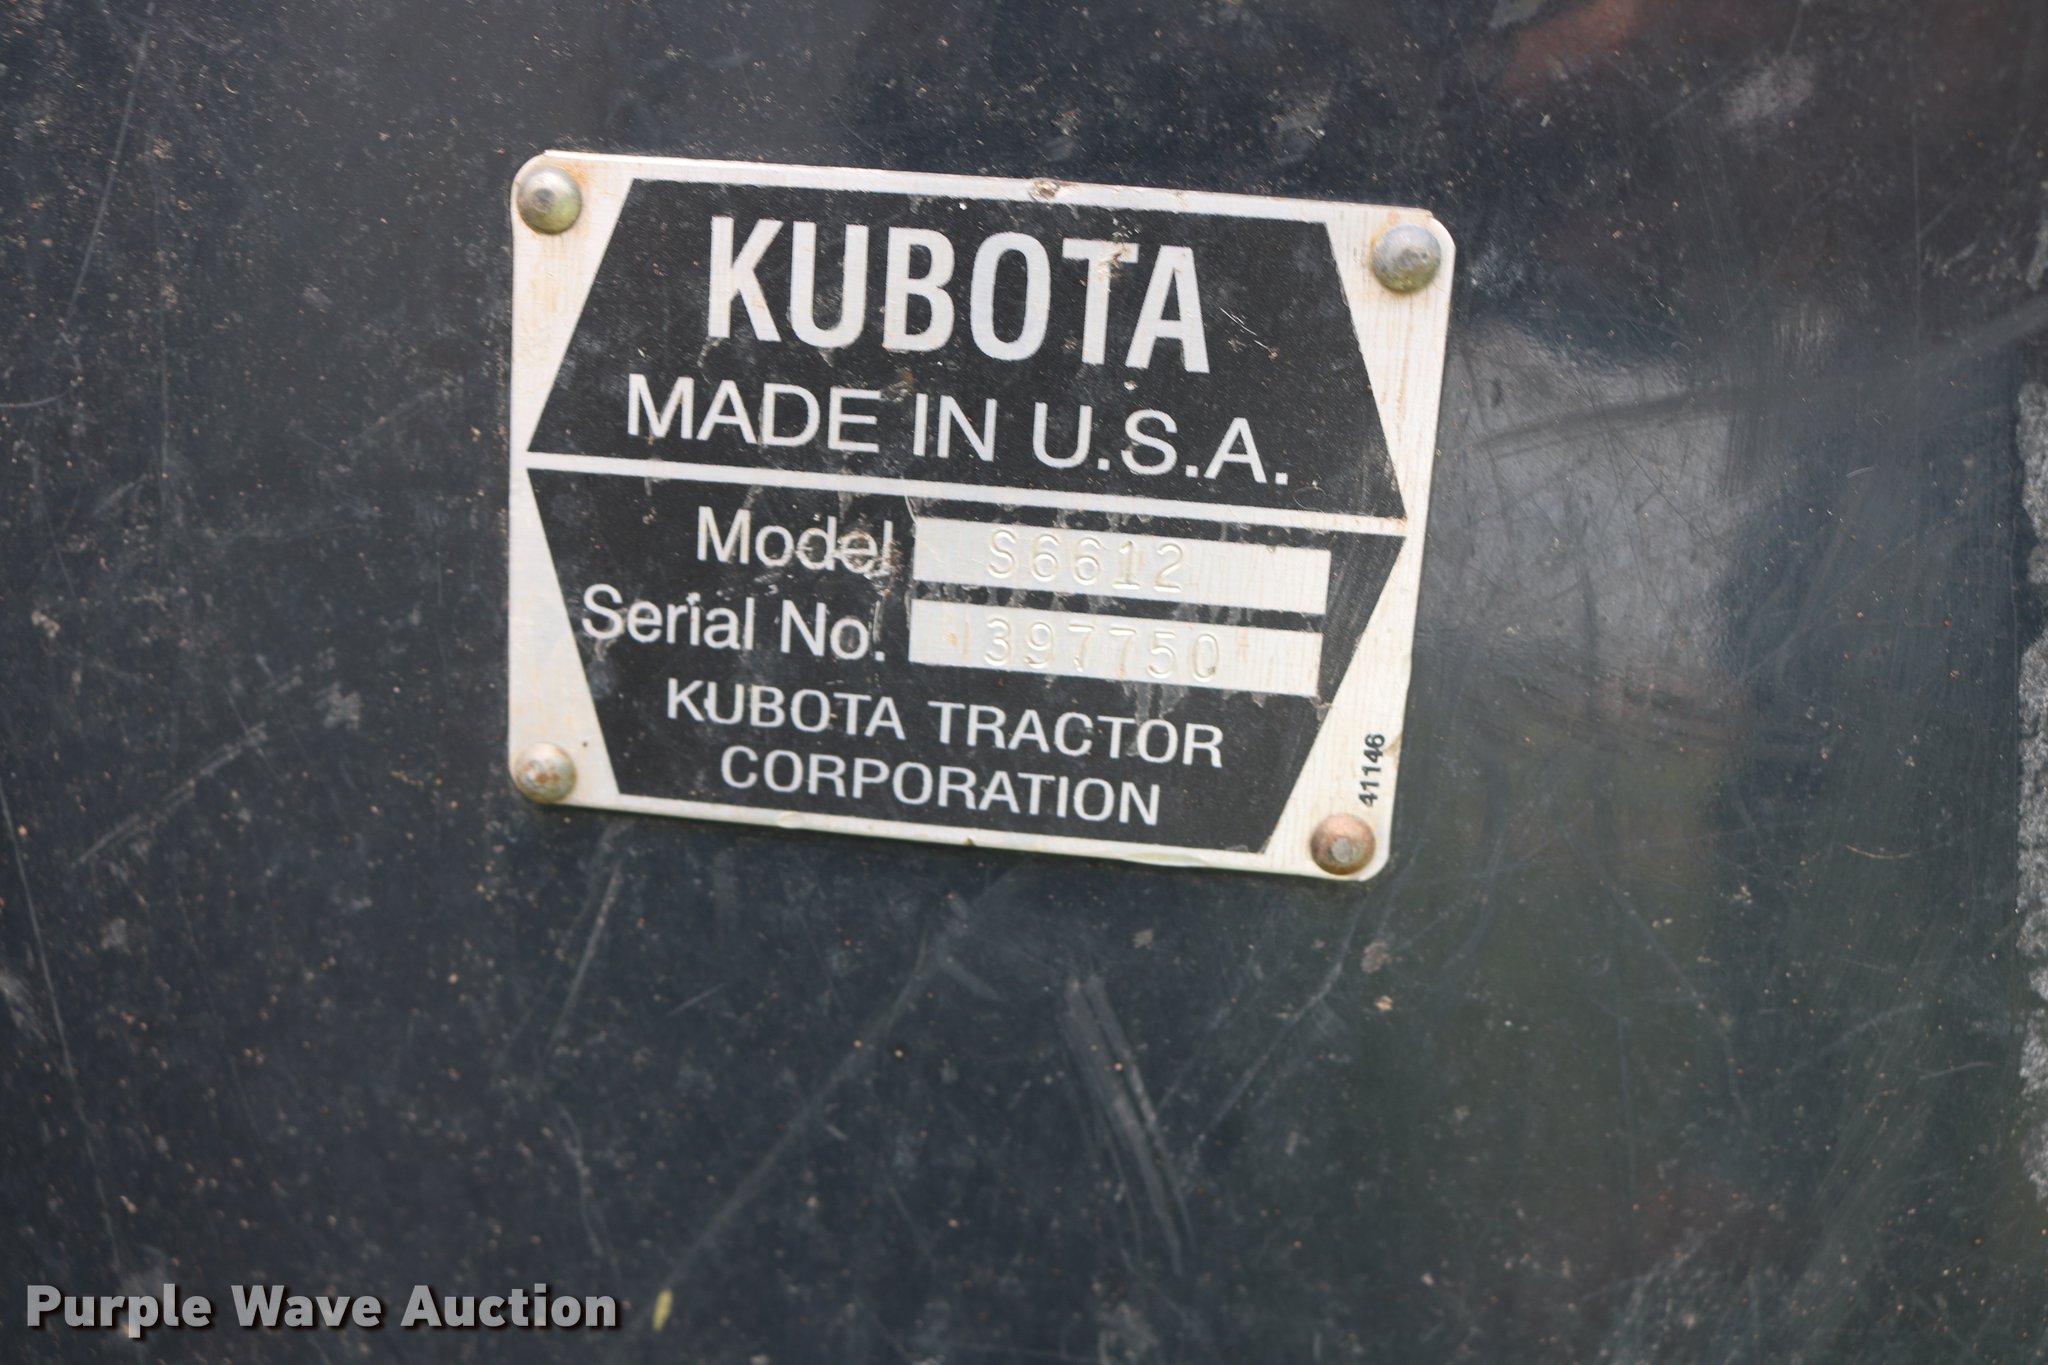 KUBOTA
MADE IN U.S.A.
Model S6612
Serial No. 397750
KUBOTA TRACTOR
CORPORATION
41146
Purple Wave Auction